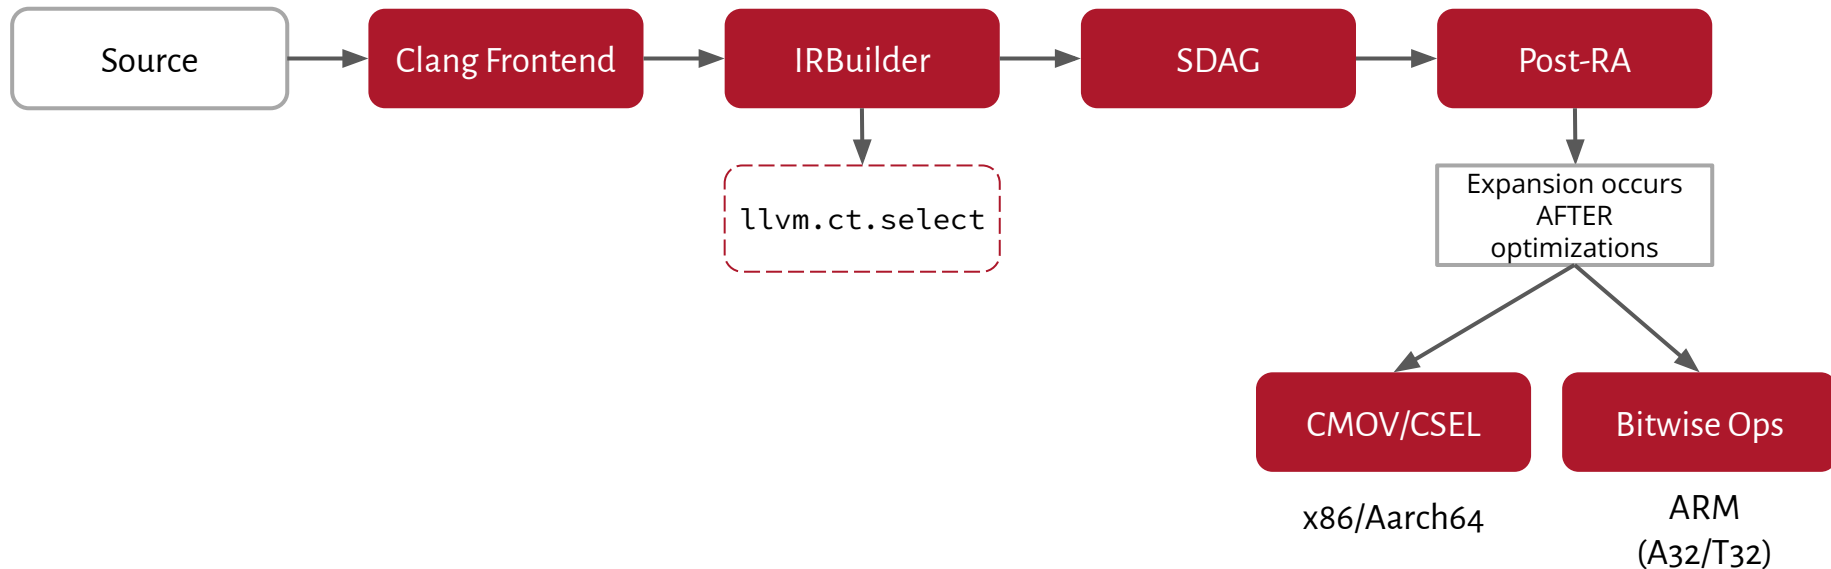 Source
Clang Frontend
IRBuilder
SDAG
Post-RA
llvm.ct.select
Expansion occurs
AFTER
optimizations
CMOV/CSEL
Bitwise Ops
x86/Aarch64
ARM
(A32/T32)